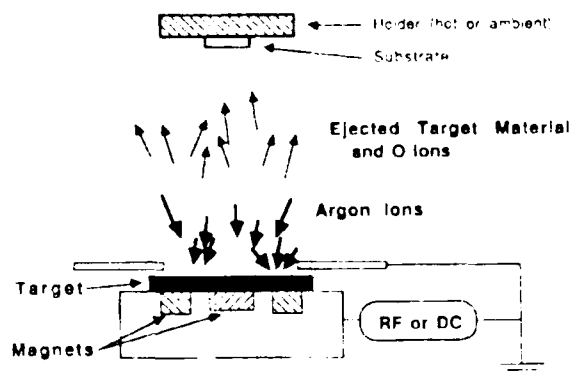 Holder (hot or ambient)
Substrate
Ejected Target Material
and O Ions
Argon Ions
Target
RF or DC
Magnets